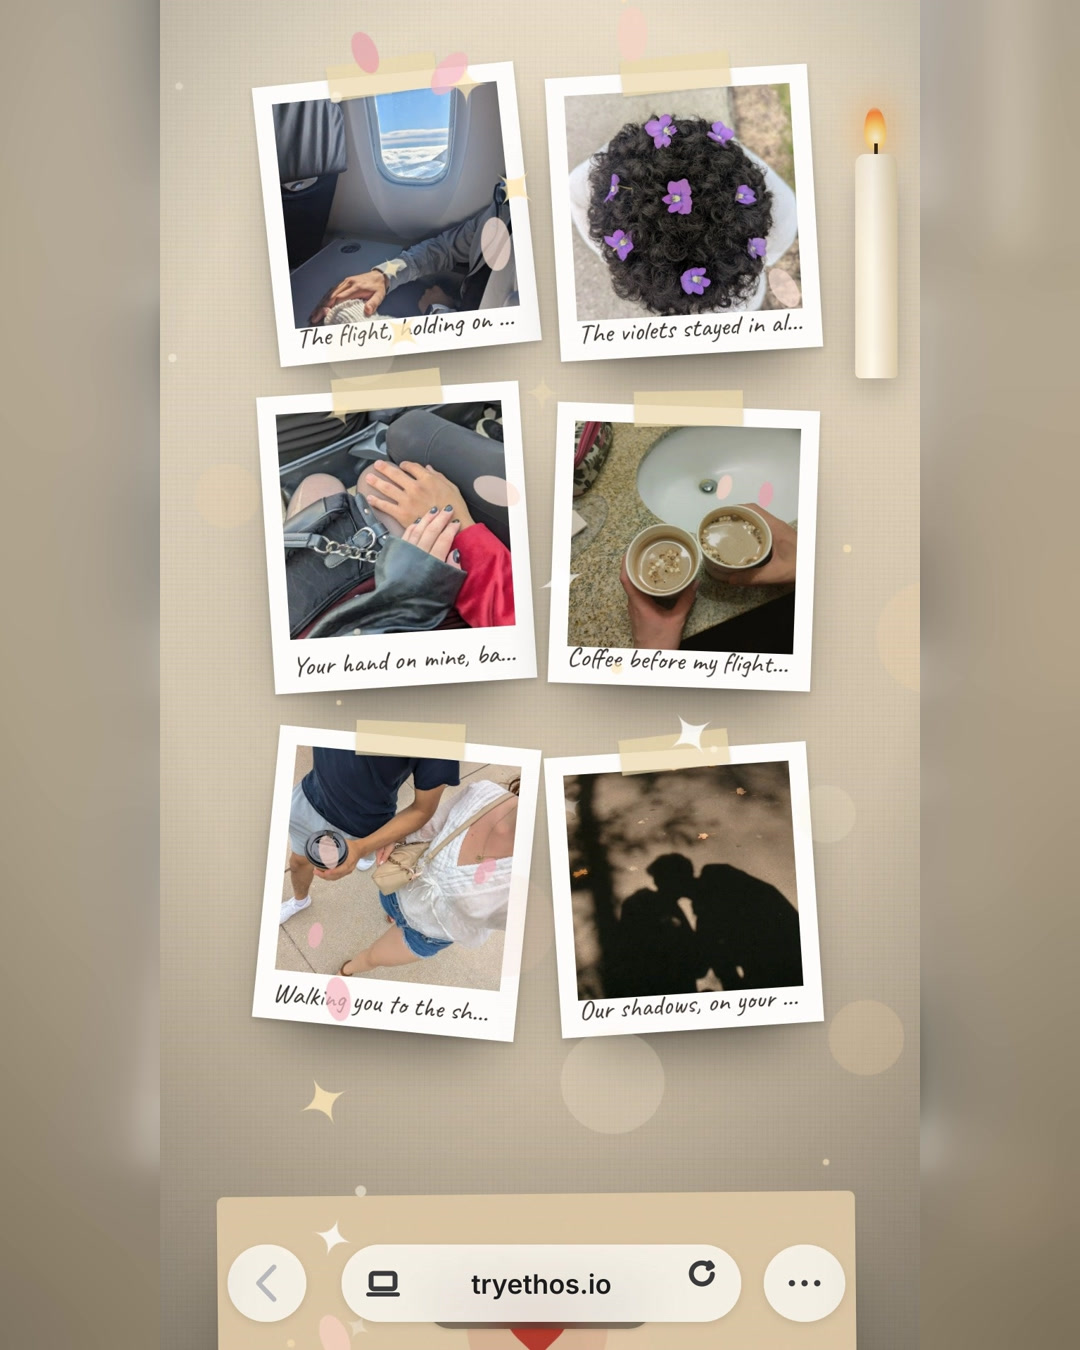 The flight, holding on ...
The violets stayed in al...
Your hand on mine, ba...
Coffee before my flight...
Walking you to the sh...
Our shadows, on your ...
tryethos.io